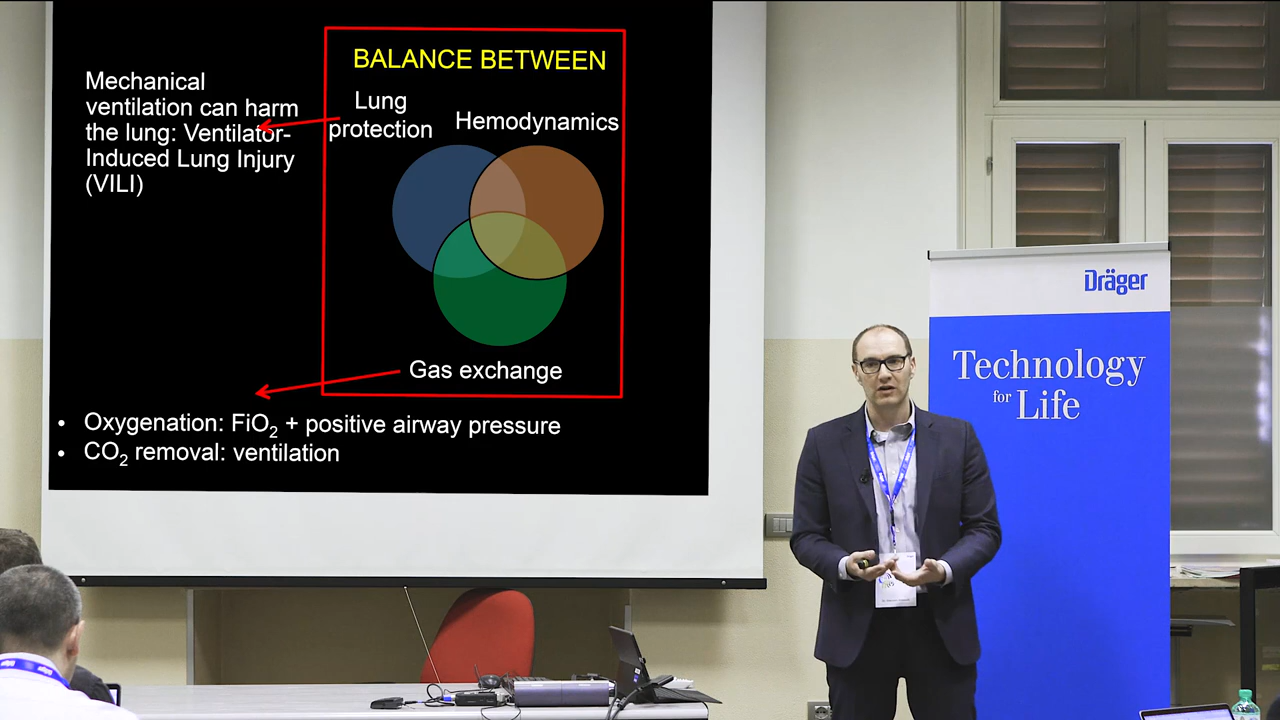 BALANCE BETWEEN
Mechanical
ventilation can harm
the lung: Ventilator-
Induced Lung Injury
(VILI)
Lung
protection
Hemodynamics
Gas exchange
• Oxygenation: FiO₂ + positive airway pressure
• CO₂ removal: ventilation
Dräger
Technology
for
Life